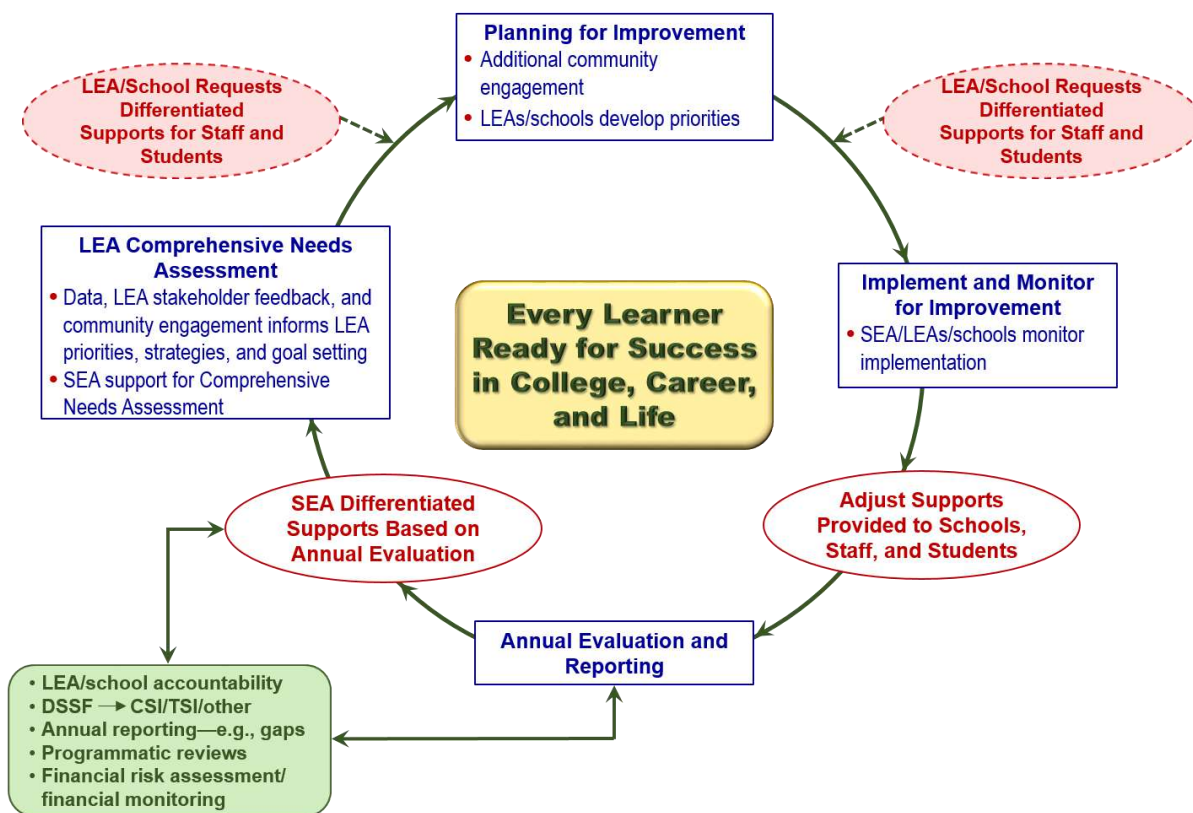 Planning for Improvement
• Additional community
engagement
• LEAs/schools develop priorities
LEA/School Requests
Differentiated
Supports for Staff and
Students
LEA/School Requests
Differentiated
Supports for Staff and
Students
LEA Comprehensive Needs
Assessment
• Data, LEA stakeholder feedback, and
community engagement informs LEA
priorities, strategies, and goal setting
• SEA support for Comprehensive
Needs Assessment
Every Learner
Ready for Success
in College, Career,
and Life
Implement and Monitor
for Improvement
• SEA/LEAs/schools monitor
implementation
SEA Differentiated
Supports Based on
Annual Evaluation
Adjust Supports
Provided to Schools,
Staff, and Students
Annual Evaluation and
Reporting
• LEA/school accountability
• DSSF → CSI/TSI/other
• Annual reporting—e.g., gaps
• Programmatic reviews
• Financial risk assessment/
financial monitoring